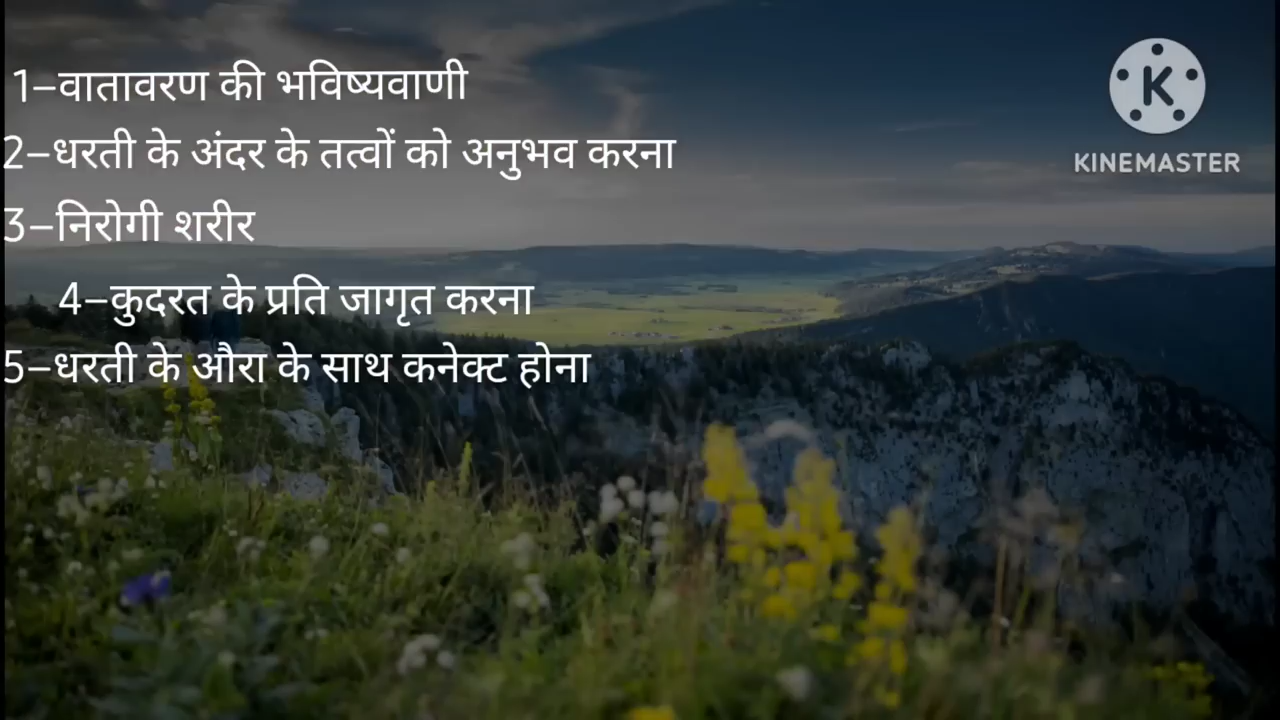 1–वातावरण की भविष्यवाणी
2–धरती के अंदर के तत्वों को अनुभव करना
3–निरोगी शरीर
4–कुदरत के प्रति जागृत करना
5–धरती के औरा के साथ कनेक्ट होना
K
KINEMASTER